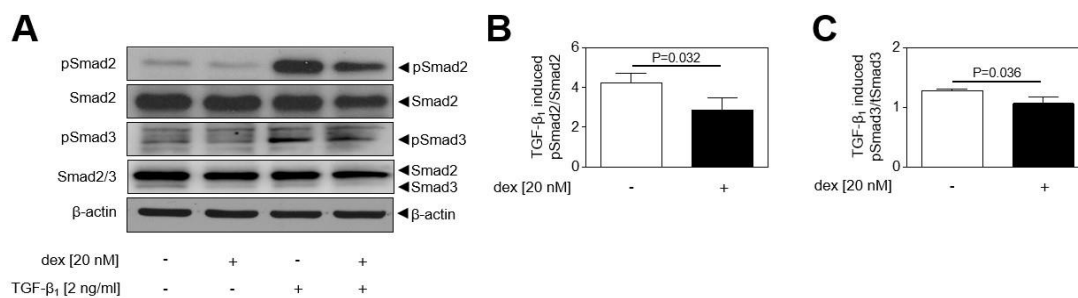 A
pSmad2 ◄pSmad2
Smad2 ◄Smad2
pSmad3 ◄pSmad3
Smad2/3 ◄Smad2
◄Smad3
β-actin ◄β-actin
dex [20 nM] - + - +
TGF-β₁ [2 ng/ml] - - + +
B
TGF-β₁ induced
pSmad2/Smad2
6
4
2
0
P=0.032
dex [20 nM] - +
C
TGF-β₁ induced
pSmad3/tSmad3
2
1
0
P=0.036
dex [20 nM] - +